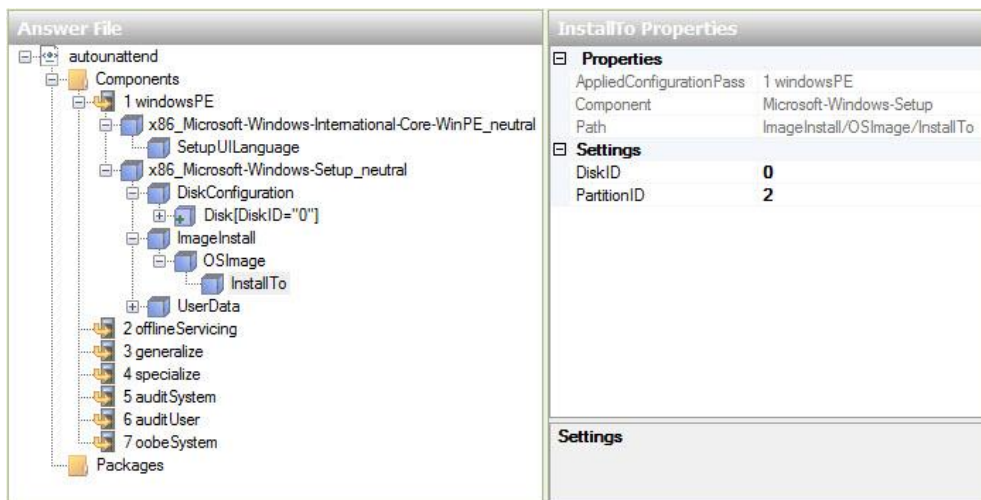 Answer File
autounattend
Components
1 windowsPE
x86_Microsoft-Windows-International-Core-WinPE_neutral
SetupUILanguage
x86_Microsoft-Windows-Setup_neutral
DiskConfiguration
Disk[DiskID="0"]
ImageInstall
OSImage
InstallTo
UserData
2 offlineServicing
3 generalize
4 specialize
5 auditSystem
6 auditUser
7 oobeSystem
Packages
InstallTo Properties
Properties
AppliedConfigurationPass 1 windowsPE
Component Microsoft-Windows-Setup
Path ImageInstall/OSImage/InstallTo
Settings
DiskID 0
PartitionID 2
Settings